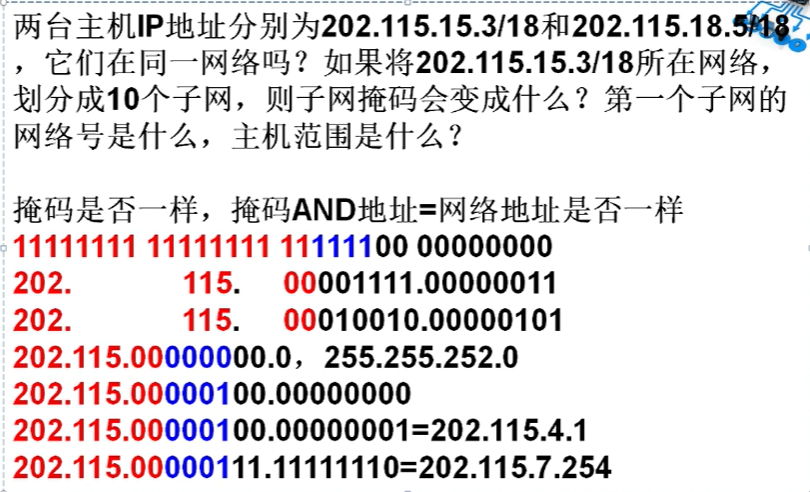 两台主机IP地址分别为202.115.15.3/18和202.115.18.5/18
，它们在同一网络吗？如果将202.115.15.3/18所在网络，
划分成10个子网，则子网掩码会变成什么？第一个子网的
网络号是什么，主机范围是什么？
掩码是否一样，掩码AND地址=网络地址是否一样
11111111 11111111 11111100 00000000
202. 115. 00001111.00000011
202. 115. 00010010.00000101
202.115.00000000.0，255.255.252.0
202.115.00000100.00000000
202.115.00000100.00000001=202.115.4.1
202.115.00000111.11111110=202.115.7.254